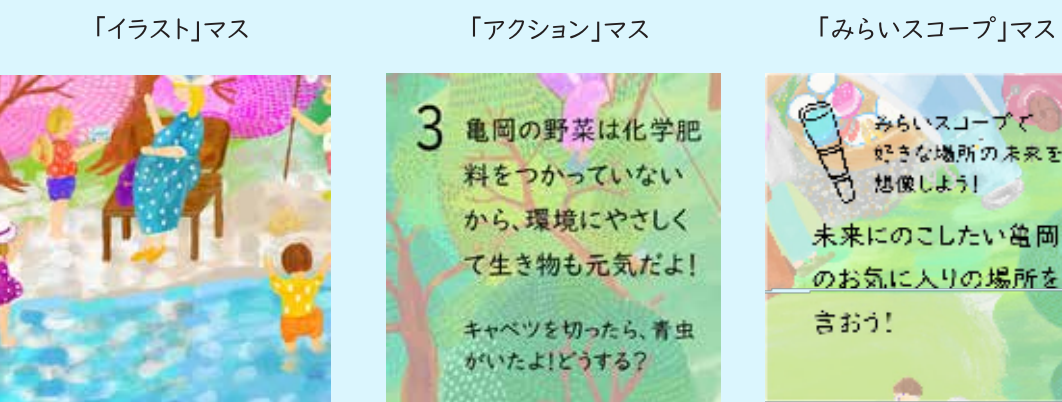 「イラスト」マス
「アクション」マス
「みらいスコープ」マス
3
亀岡の野菜は化学肥
料をつかっていない
から、環境にやさしく
て生き物も元気だよ!
キャベツを切ったら、青虫
がいたよ!どうする?
みらいスコープで
好きな場所の未来を
想像しよう!
未来にのこしたい亀岡
のお気に入りの場所を
言おう!